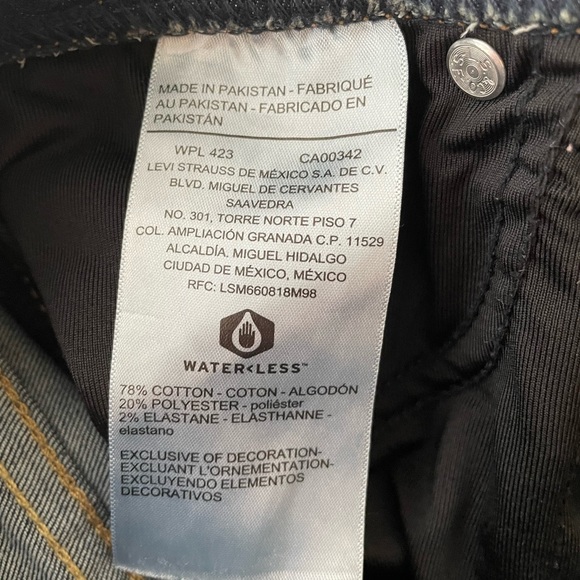 MADE IN PAKISTAN - FABRIQUÉ
AU PAKISTAN - FABRICADO EN
PAKISTÁN
WPL 423 CA00342
LEVI STRAUSS DE MÉXICO S.A. DE C.V.
BLVD. MIGUEL DE CERVANTES
SAAVEDRA
NO. 301, TORRE NORTE PISO 7
COL. AMPLIACIÓN GRANADA C.P. 11529
ALCALDÍA. MIGUEL HIDALGO
CIUDAD DE MÉXICO, MÉXICO
RFC: LSM660818M98
WATER<LESS™
78% COTTON - COTON - ALGODÓN
20% POLYESTER - poliéster
2% ELASTANE - ÉLASTHANNE -
elastano
EXCLUSIVE OF DECORATION-
EXCLUANT L'ORNEMENTATION-
EXCLUYENDO ELEMENTOS
DECORATIVOS